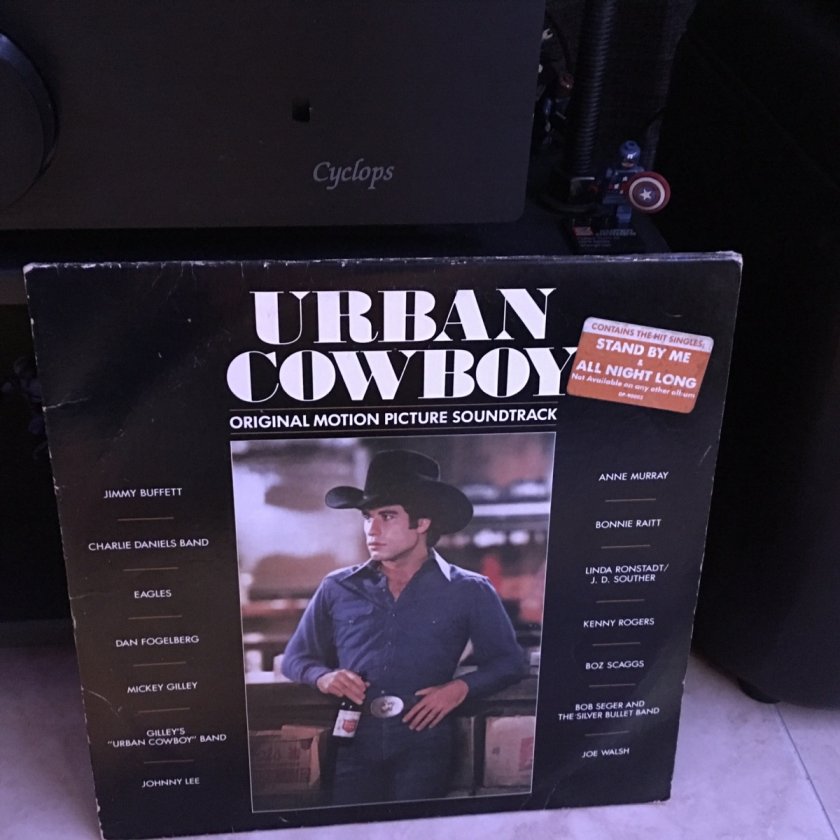 Cyclops
URBAN
COWBOY
ORIGINAL MOTION PICTURE SOUNDTRACK
CONTAINS THE HIT SINGLES;
STAND BY ME
&
ALL NIGHT LONG
Not Available on any other album
DP-90002
JIMMY BUFFETT
CHARLIE DANIELS BAND
EAGLES
DAN FOGELBERG
MICKEY GILLEY
GILLEY'S
"URBAN COWBOY" BAND
JOHNNY LEE
ANNE MURRAY
BONNIE RAITT
LINDA RONSTADT/
J. D. SOUTHER
KENNY ROGERS
BOZ SCAGGS
BOB SEGER AND
THE SILVER BULLET BAND
JOE WALSH